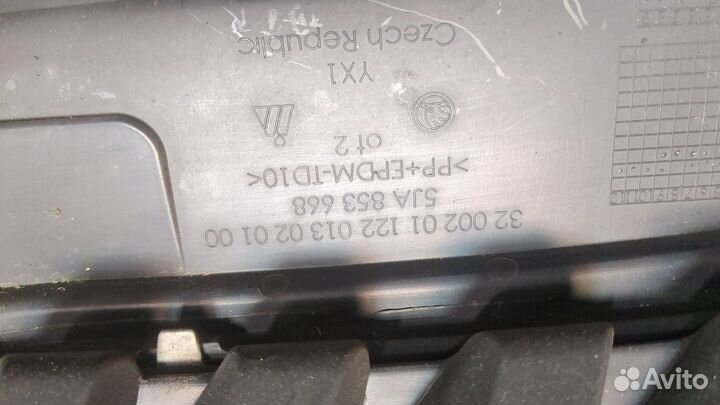 32 002 01 122 013 02 01 00
5JA 853 668
>PP+EPDM-TD10<
of 2
YX1
Czech Republic
Avito